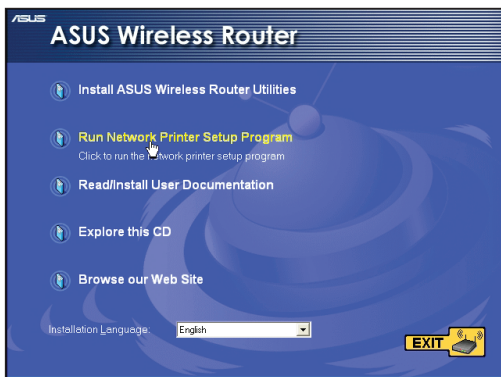 ASUS
ASUS Wireless Router
Install ASUS Wireless Router Utilities
Run Network Printer Setup Program
Click to run the network printer setup program
Read/Install User Documentation
Explore this CD
Browse our Web Site
Installation Language: English
EXIT